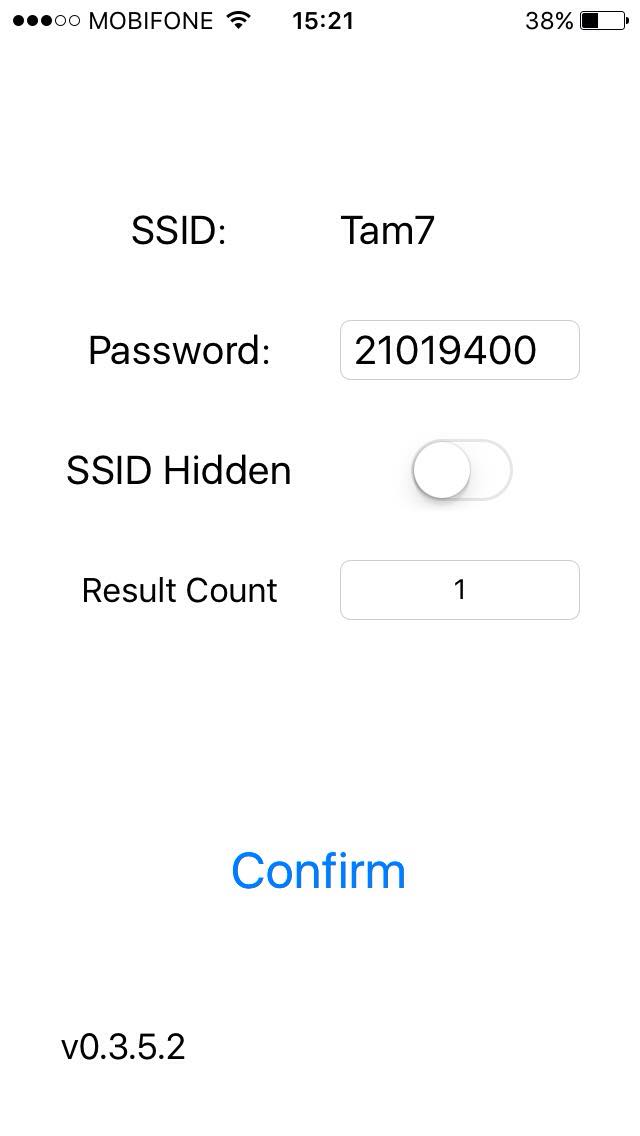 MOBIFONE 15:21 38%
SSID: Tam7
Password: 21019400
SSID Hidden
Result Count 1
Confirm
v0.3.5.2